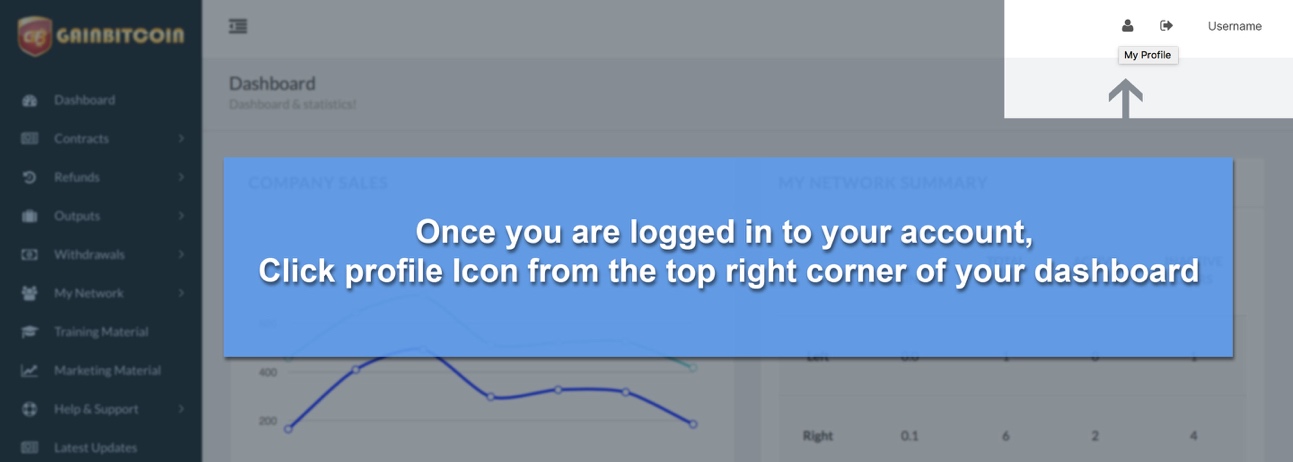 GAINBITCOIN
Username
My Profile
Dashboard
Dashboard & statistics!
Dashboard
Contracts
Refunds
Outputs
Withdrawals
My Network
Training Material
Marketing Material
Help & Support
Latest Updates
COMPANY SALES
MY NETWORK SUMMARY
Once you are logged in to your account,
Click profile Icon from the top right corner of your dashboard
400
200
Left 0.0 1 0 1
Right 0.1 6 2 4